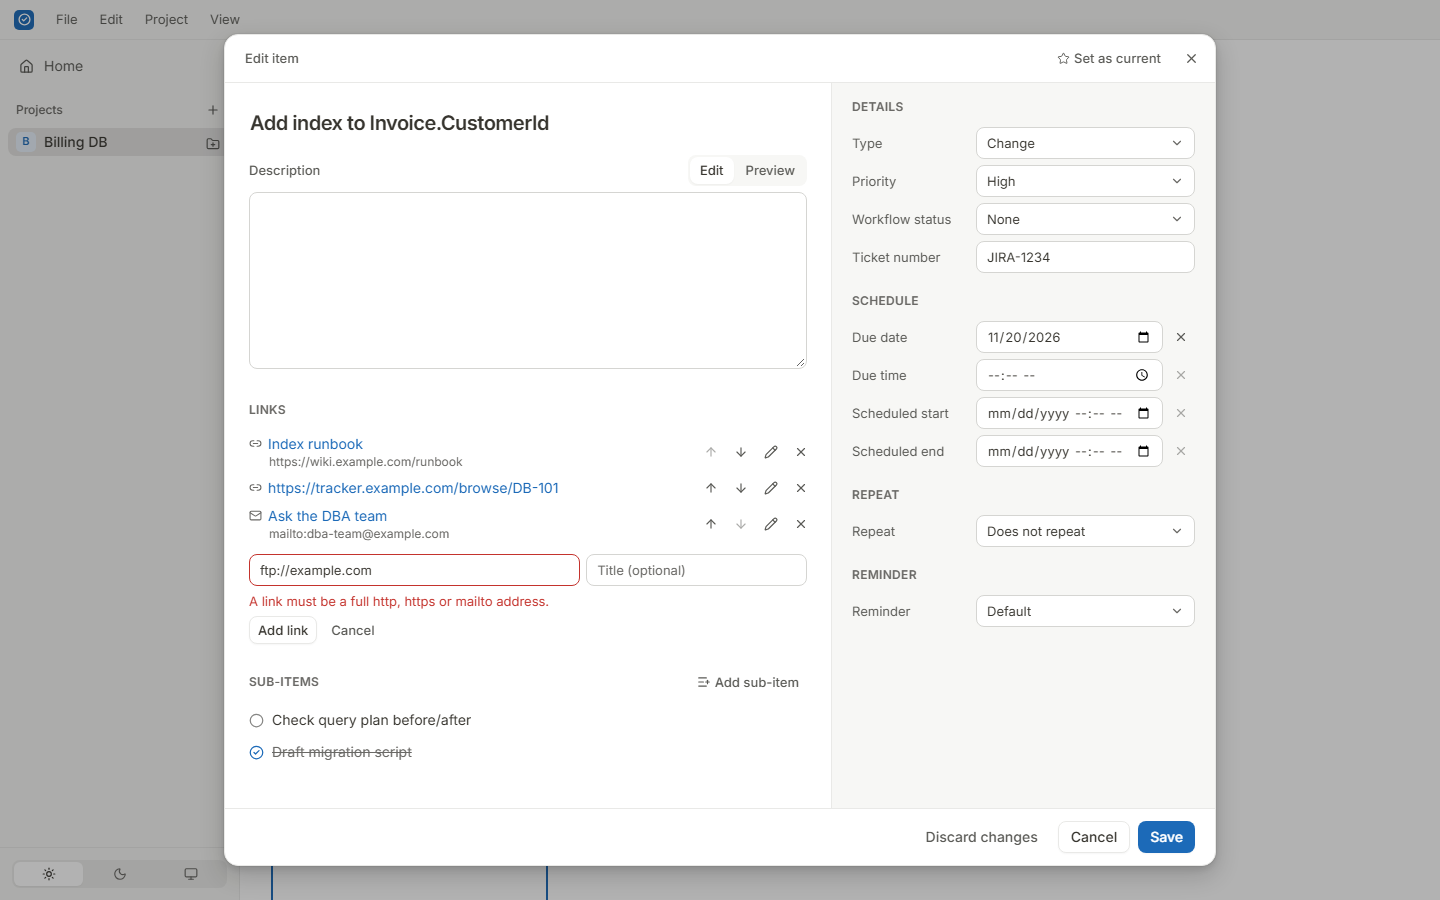 File Edit Project View
Home
Projects
B Billing DB
Edit item
Set as current
Add index to Invoice.CustomerId
Description
Edit Preview
LINKS
Index runbook
https://wiki.example.com/runbook
https://tracker.example.com/browse/DB-101
Ask the DBA team
mailto:dba-team@example.com
ftp://example.com
Title (optional)
A link must be a full http, https or mailto address.
Add link Cancel
SUB-ITEMS
Add sub-item
Check query plan before/after
Draft migration script
DETAILS
Type Change
Priority High
Workflow status None
Ticket number JIRA-1234
SCHEDULE
Due date 11/20/2026
Due time --:-- --
Scheduled start mm/dd/yyyy --:-- --
Scheduled end mm/dd/yyyy --:-- --
REPEAT
Repeat Does not repeat
REMINDER
Reminder Default
Discard changes Cancel Save